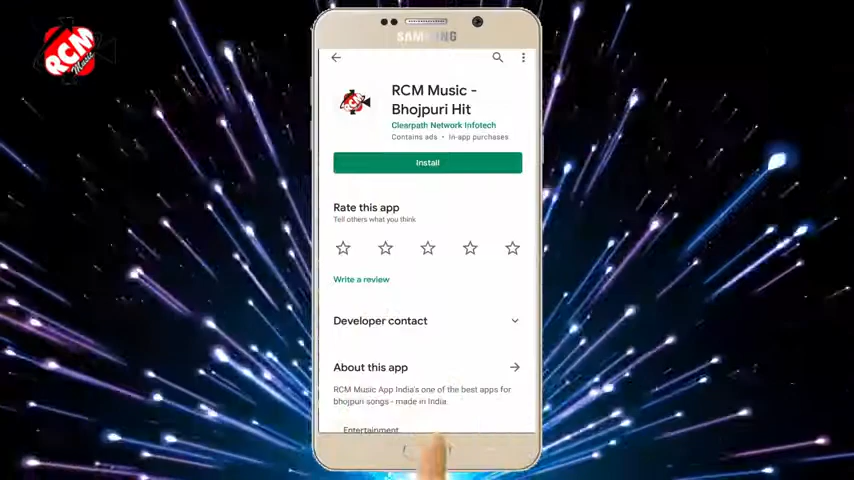 RCM
Music
SAMSUNG
RCM Music -
Bhojpuri Hit
Clearpath Network Infotech
Contains ads • In-app purchases
Install
Rate this app
Tell others what you think
Write a review
Developer contact
About this app
RCM Music App India's one of the best apps for
bhojpuri songs - made in India.
Entertainment